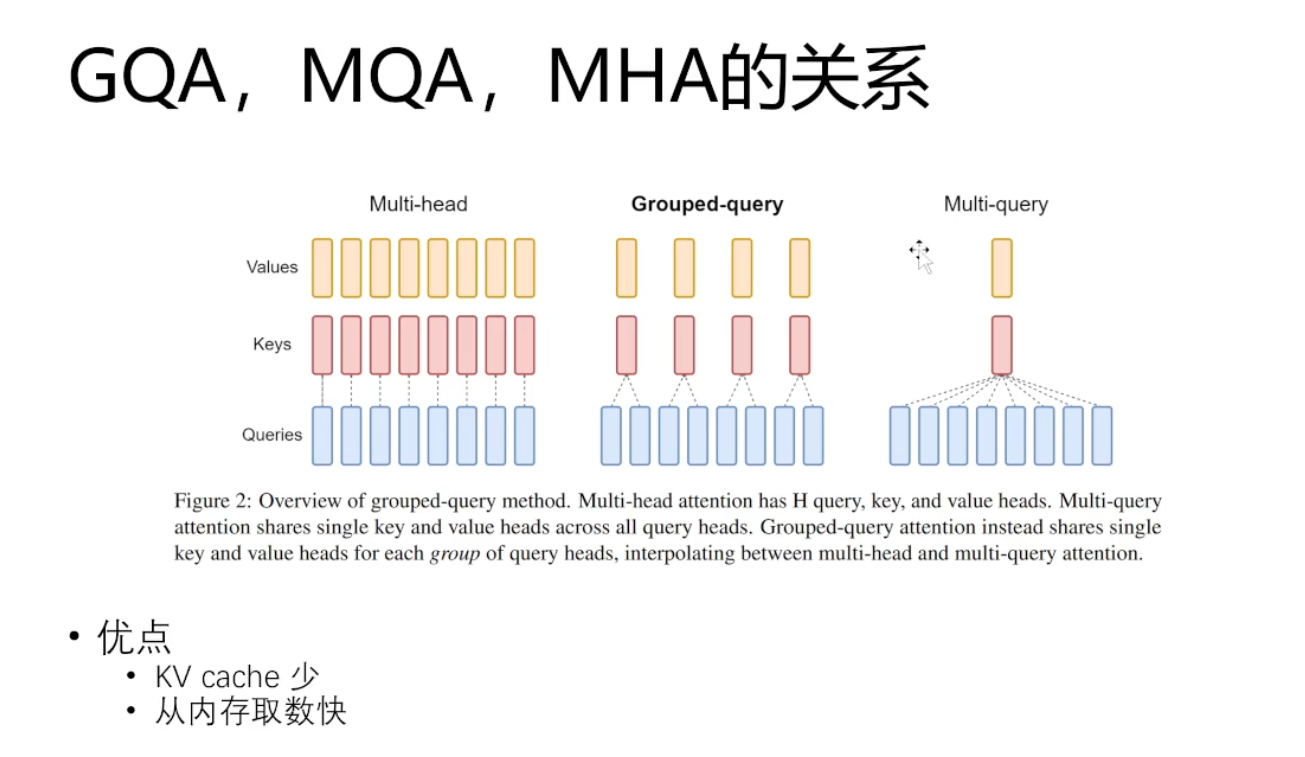 GQA，MQA，MHA的关系
Multi-head
Grouped-query
Multi-query
Values
Keys
Queries
Figure 2: Overview of grouped-query method. Multi-head attention has H query, key, and value heads. Multi-query
attention shares single key and value heads across all query heads. Grouped-query attention instead shares single
key and value heads for each group of query heads, interpolating between multi-head and multi-query attention.
• 优点
• KV cache 少
• 从内存取数快